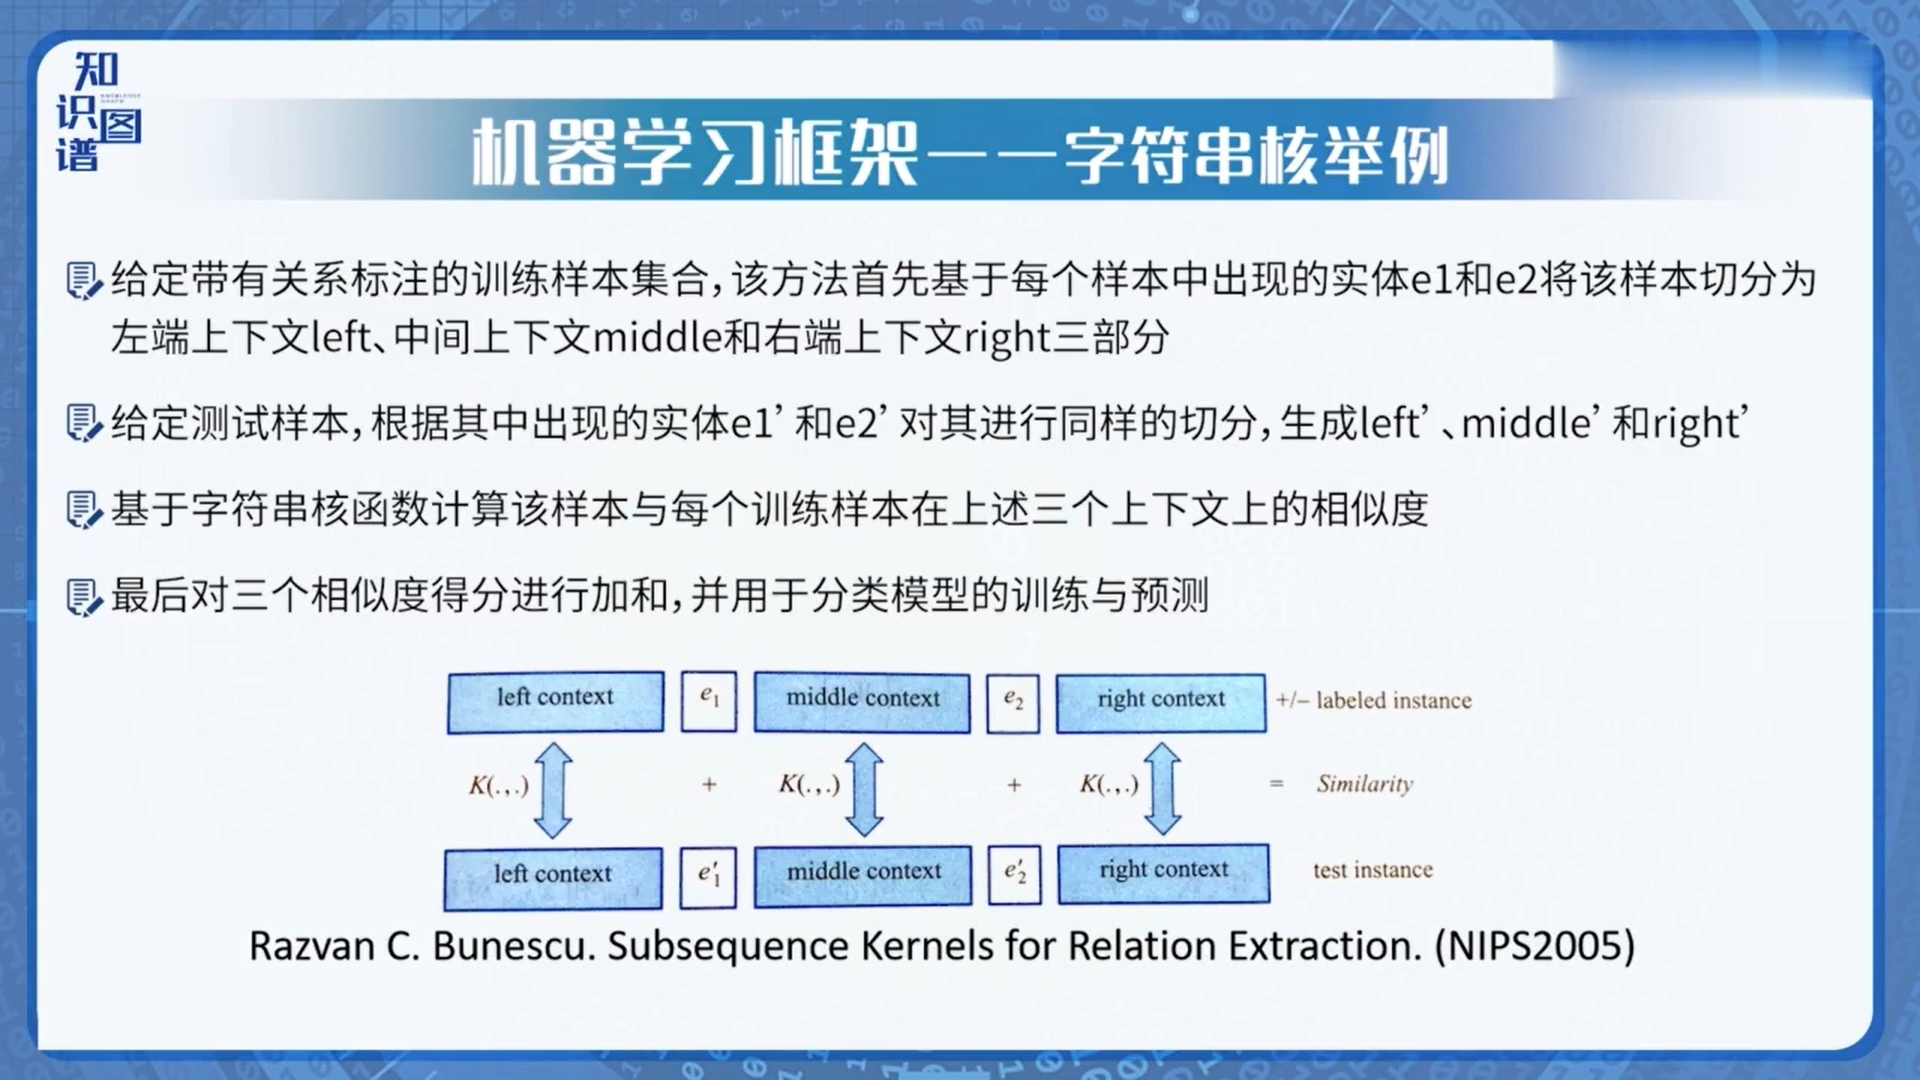 知识图谱
机器学习框架——字符串核举例
给定带有关系标注的训练样本集合，该方法首先基于每个样本中出现的实体e1和e2将该样本切分为
左端上下文left、中间上下文middle和右端上下文right三部分
给定测试样本，根据其中出现的实体e1’和e2’对其进行同样的切分，生成left’、middle’和right’
基于字符串核函数计算该样本与每个训练样本在上述三个上下文上的相似度
最后对三个相似度得分进行加和，并用于分类模型的训练与预测
left context e1 middle context e2 right context +/– labeled instance
K(.,.) + K(.,.) + K(.,.) = Similarity
left context e′1 middle context e′2 right context test instance
Razvan C. Bunescu. Subsequence Kernels for Relation Extraction. (NIPS2005)